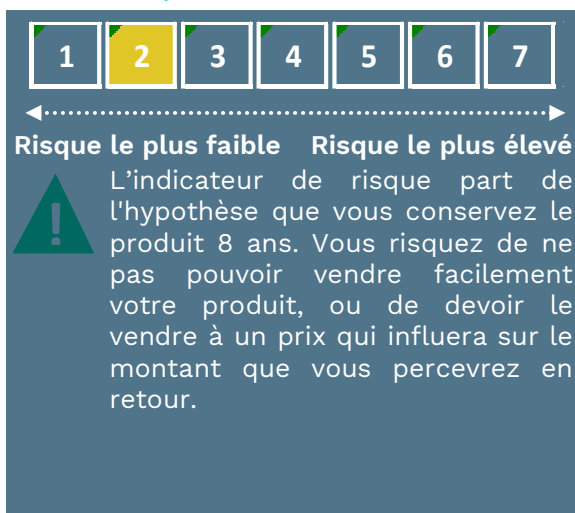 1 2 3 4 5 6 7
Risque le plus faible Risque le plus élevé
L’indicateur de risque part de
l'hypothèse que vous conservez le
produit 8 ans. Vous risquez de ne
pas pouvoir vendre facilement
votre produit, ou de devoir le
vendre à un prix qui influera sur le
montant que vous percevrez en
retour.